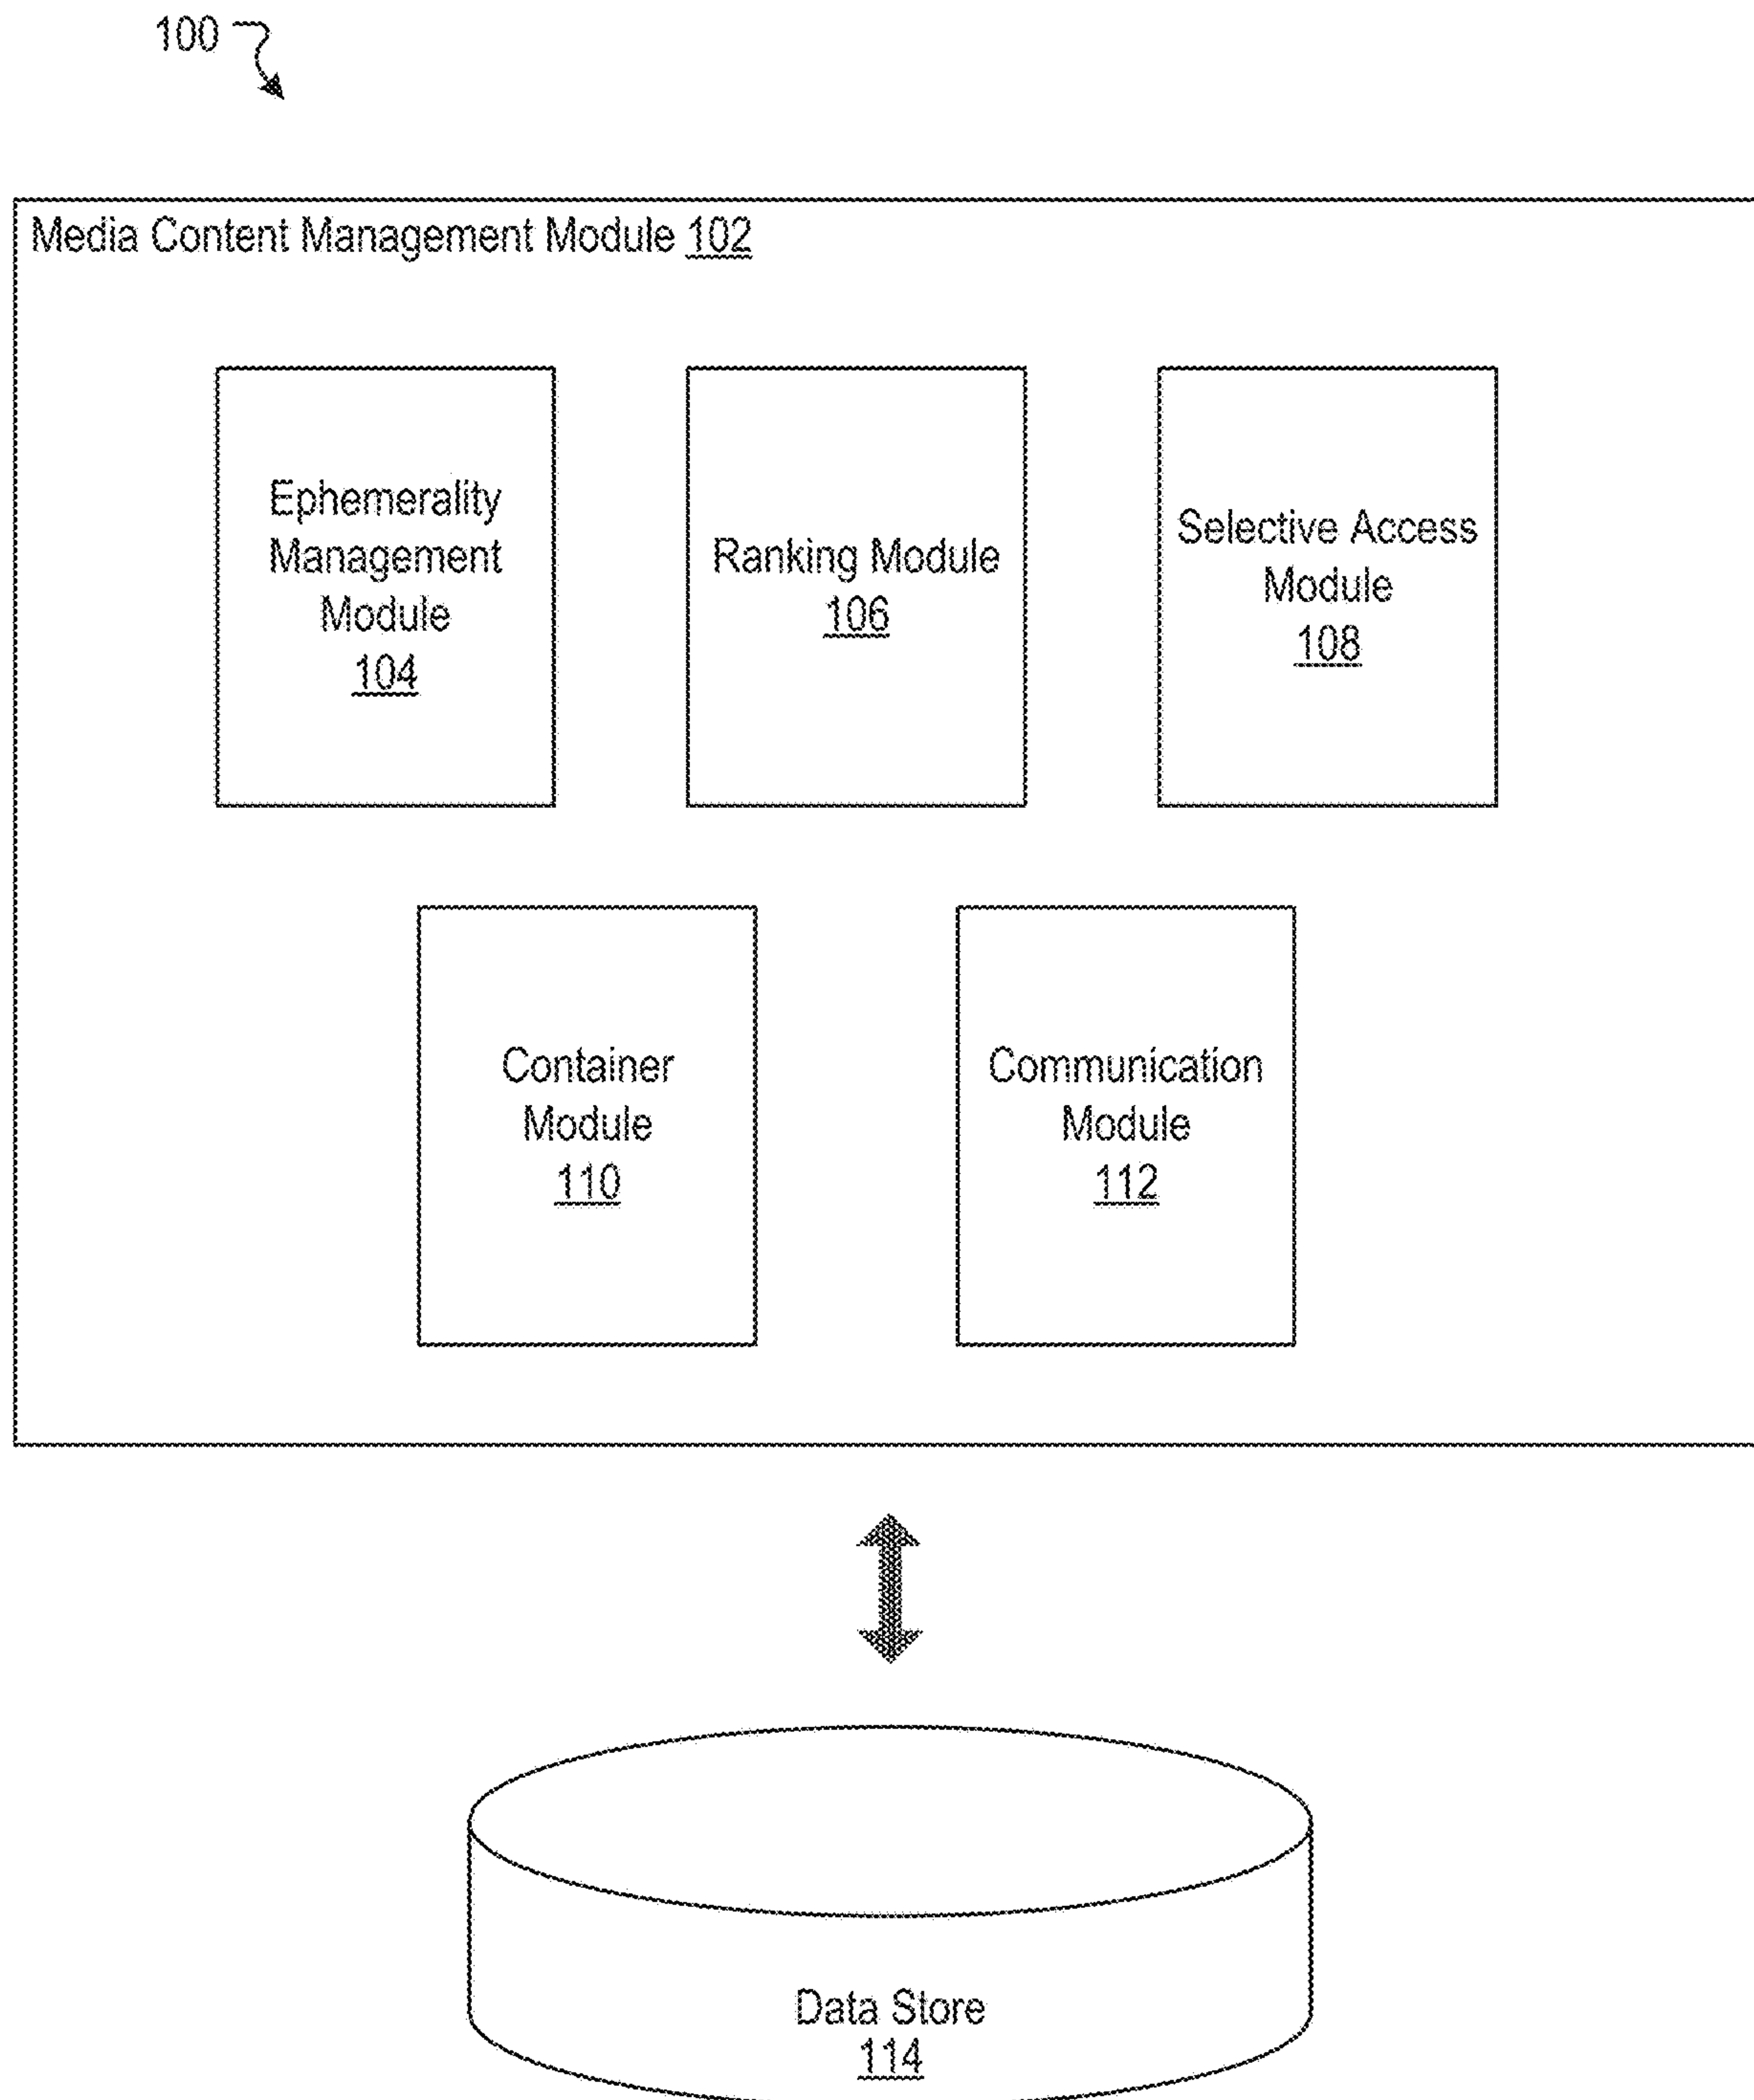 100
Media Content Management Module 102
Ephemerality
Management
Module
104
Ranking Module
106
Selective Access
Module
108
Container
Module
110
Communication
Module
112
Data Store
114